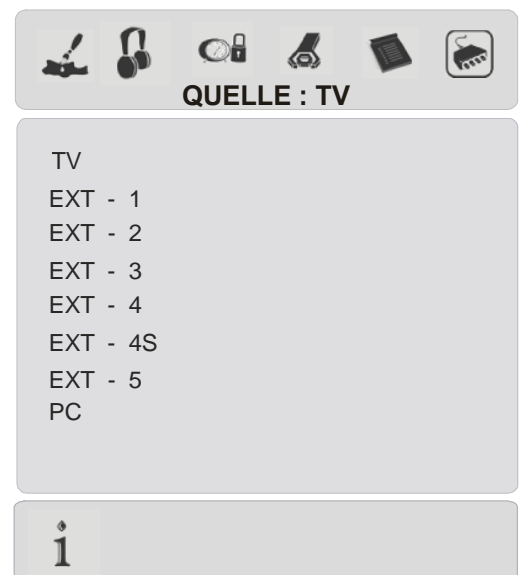 QUELLE : TV
TV
EXT - 1
EXT - 2
EXT - 3
EXT - 4
EXT - 4S
EXT - 5
PC
i